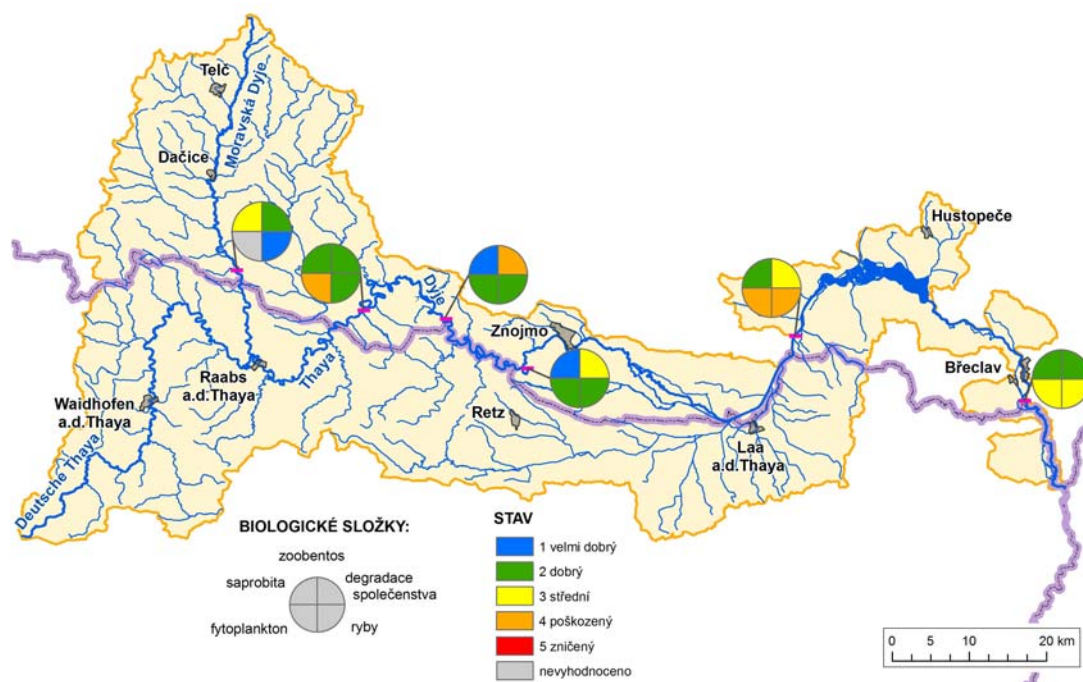 Telč
Moravská Dyje
Dačice
Hustopeče
Dyje
Znojmo
Thaya
Raabs
a.d.Thaya
Břeclav
Waidhofen
a.d.Thaya
Retz
Laa
a.d.Thaya
Deutsche Thaya
BIOLOGICKÉ SLOŽKY:
zoobentos
saprobita
degradace
společenstva
fytoplankton
ryby
STAV
1 velmi dobrý
2 dobrý
3 střední
4 poškozený
5 zničený
nevyhodnoceno
0 5 10 20 km